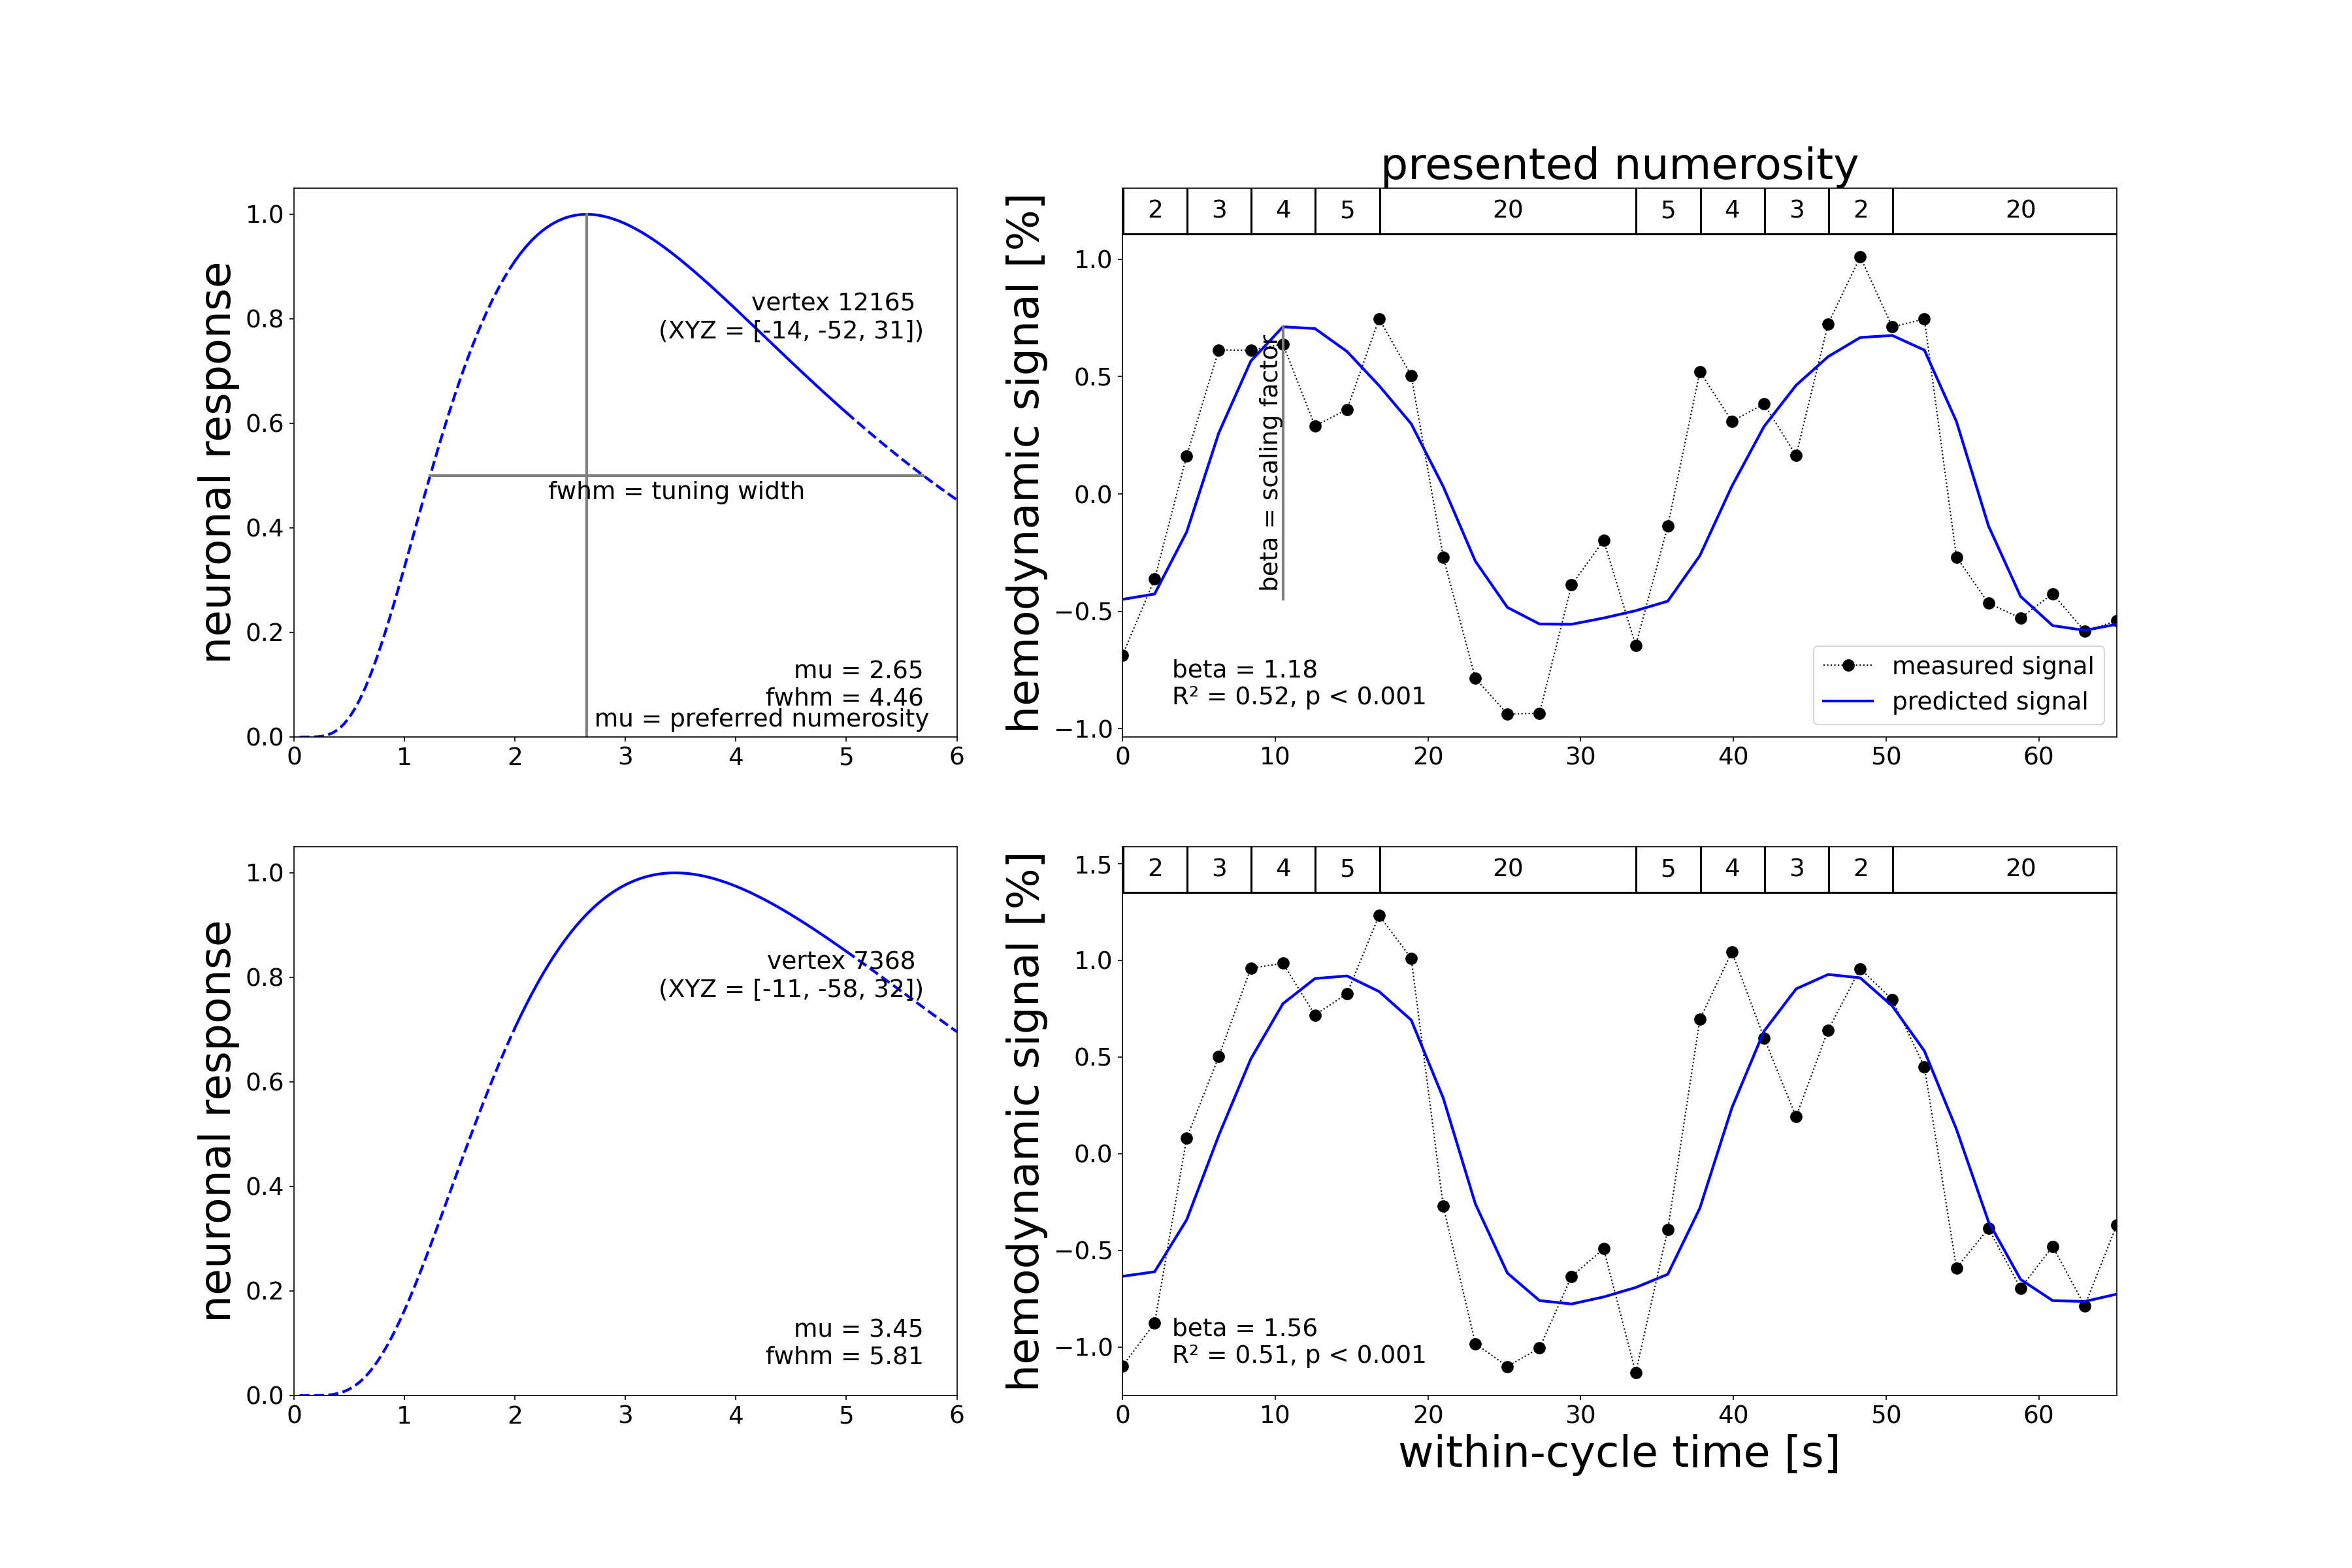 presented numerosity
neuronal response
1.0
0.8
0.6
0.4
0.2
0.0
0 1 2 3 4 5 6
vertex 12165
(XYZ = [-14, -52, 31])
fwhm = tuning width
mu = 2.65
fwhm = 4.46
mu = preferred numerosity
hemodynamic signal [%]
2 3 4 5 20 5 4 3 2 20
1.0
0.5
0.0
−0.5
−1.0
0 10 20 30 40 50 60
beta = scaling factor
beta = 1.18
R² = 0.52, p < 0.001
measured signal
predicted signal
neuronal response
1.0
0.8
0.6
0.4
0.2
0.0
0 1 2 3 4 5 6
vertex 7368
(XYZ = [-11, -58, 32])
mu = 3.45
fwhm = 5.81
hemodynamic signal [%]
2 3 4 5 20 5 4 3 2 20
1.5
1.0
0.5
0.0
−0.5
−1.0
0 10 20 30 40 50 60
beta = 1.56
R² = 0.51, p < 0.001
within-cycle time [s]